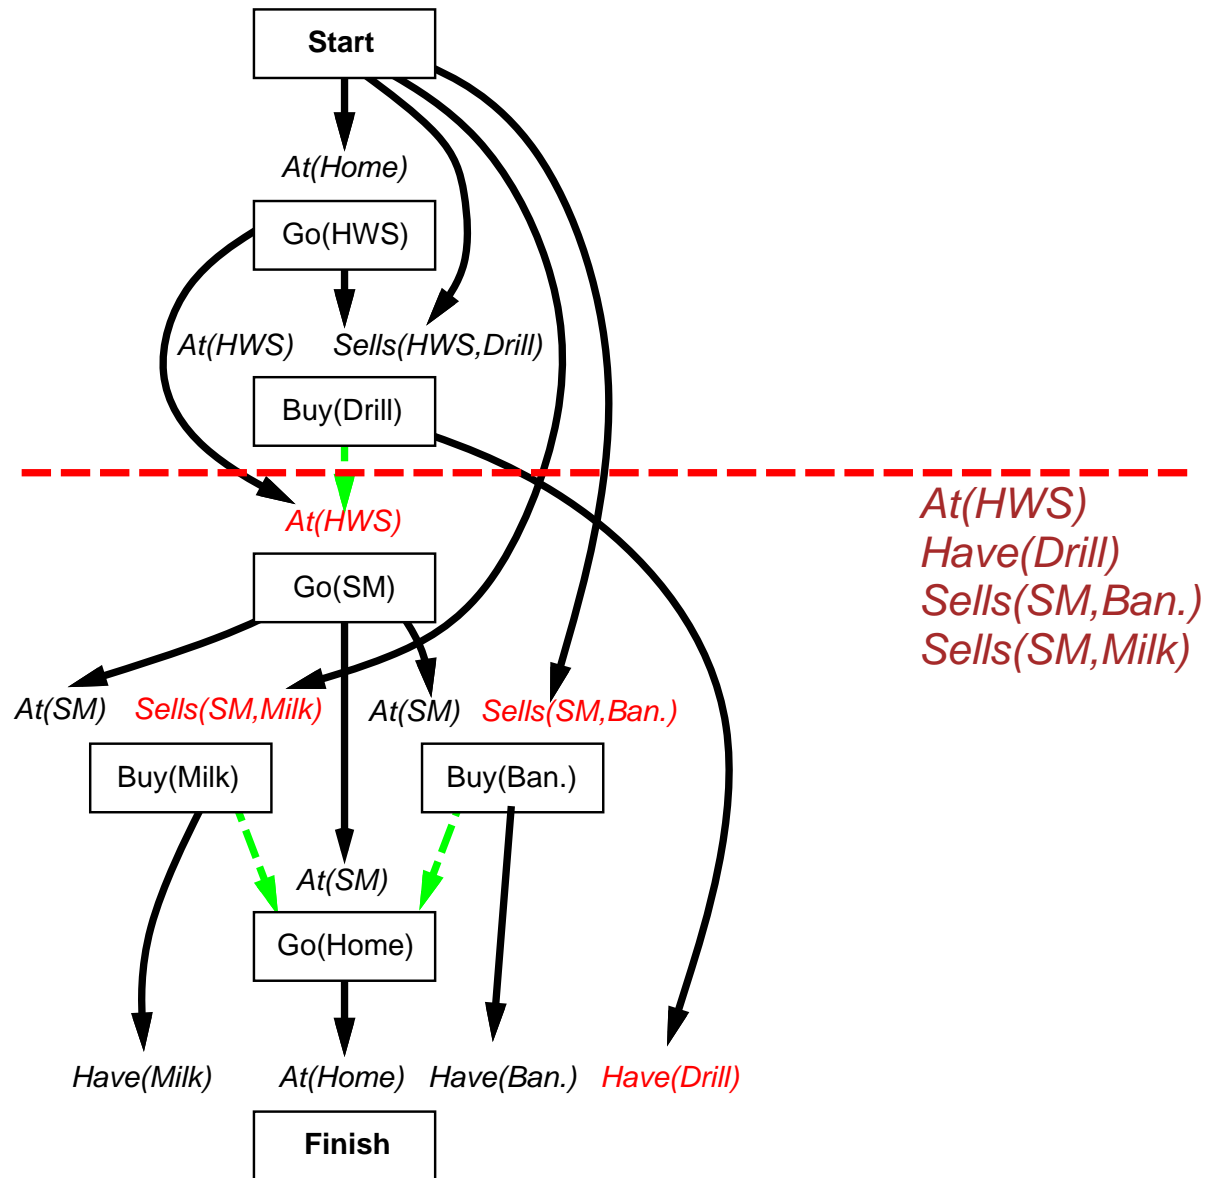 Start
At(Home)
Go(HWS)
At(HWS) Sells(HWS,Drill)
Buy(Drill)
At(HWS)
At(HWS)
Have(Drill)
Sells(SM,Ban.)
Sells(SM,Milk)
Go(SM)
At(SM) Sells(SM,Milk) At(SM) Sells(SM,Ban.)
Buy(Milk) Buy(Ban.)
At(SM)
Go(Home)
Have(Milk) At(Home) Have(Ban.) Have(Drill)
Finish